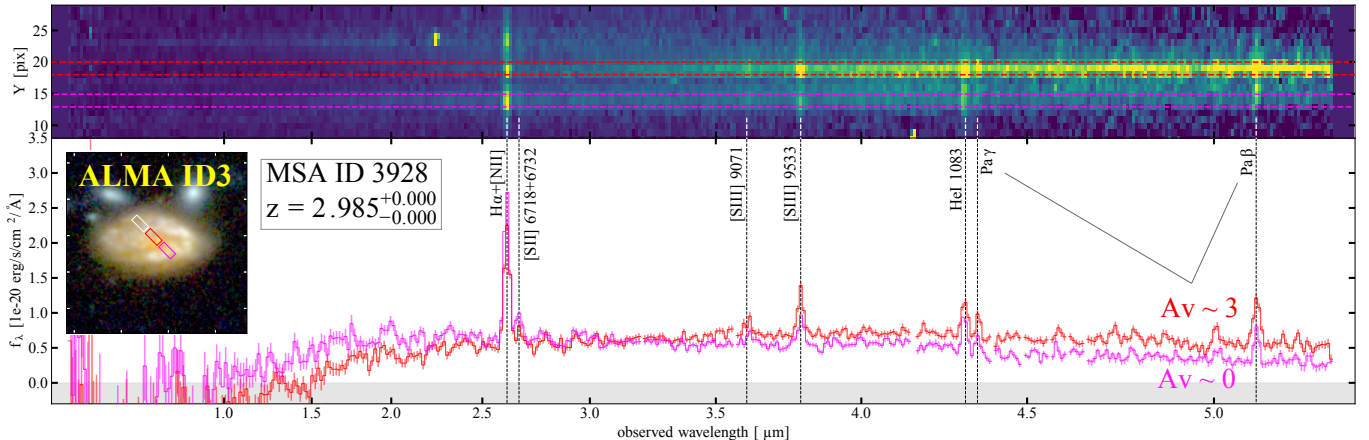 25
20
15
10
Y [pix]
3.5
3.0
2.5
2.0
1.5
1.0
0.5
0.0
f_λ [1e-20 erg/s/cm²/Å]
ALMA ID3
MSA ID 3928
z = 2.985^{+0.000}_{−0.000}
Hα+[NII]
[SII] 6718+6732
[SIII] 9071
[SIII] 9533
HeI 1083
Pa γ
Pa β
Av ~ 3
Av ~ 0
1.0 1.5 2.0 2.5 3.0 3.5 4.0 4.5 5.0
observed wavelength [ μm]